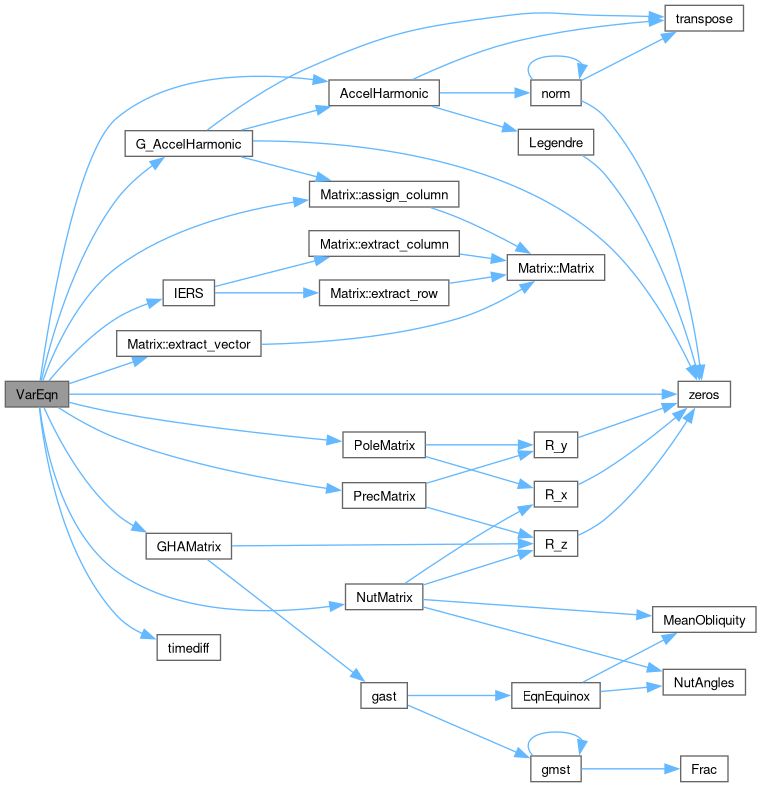 transpose
AccelHarmonic
norm
G_AccelHarmonic
Legendre
Matrix::assign_column
Matrix::extract_column
Matrix::Matrix
IERS
Matrix::extract_row
Matrix::extract_vector
VarEqn
zeros
PoleMatrix
R_y
PrecMatrix
R_x
GHAMatrix
R_z
NutMatrix
MeanObliquity
timediff
NutAngles
gast
EqnEquinox
gmst
Frac